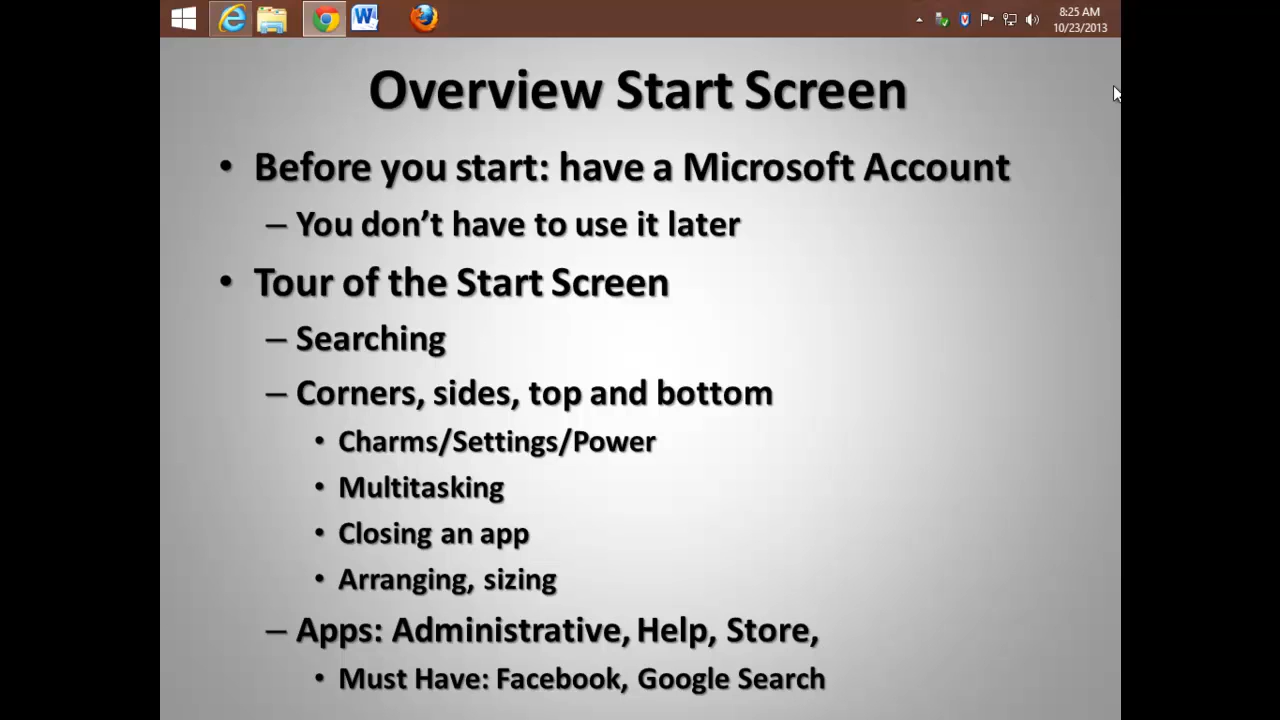 8:25 AM
10/23/2013
Overview Start Screen
• Before you start: have a Microsoft Account
– You don’t have to use it later
• Tour of the Start Screen
– Searching
– Corners, sides, top and bottom
• Charms/Settings/Power
• Multitasking
• Closing an app
• Arranging, sizing
– Apps: Administrative, Help, Store,
• Must Have: Facebook, Google Search